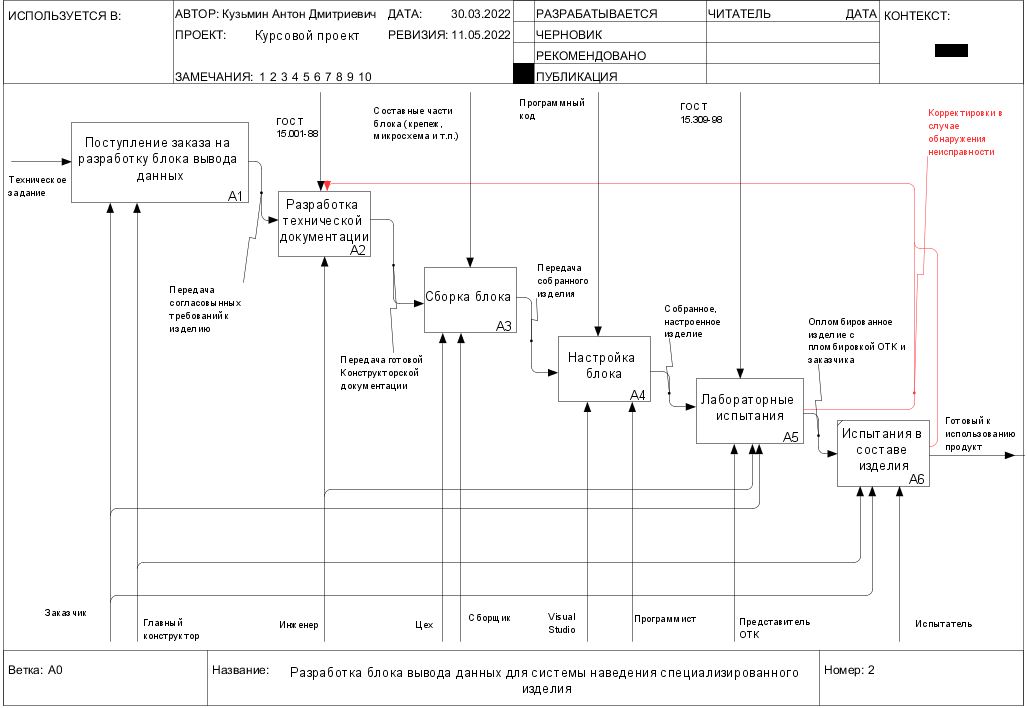 ИСПОЛЬЗУЕТСЯ В:
АВТОР: Кузьмин Антон Дмитриевич
ДАТА: 30.03.2022
ПРОЕКТ: Курсовой проект
РЕВИЗИЯ: 11.05.2022
ЗАМЕЧАНИЯ: 1 2 3 4 5 6 7 8 9 10
РАЗРАБАТЫВАЕТСЯ
ЧЕРНОВИК
РЕКОМЕНДОВАНО
ПУБЛИКАЦИЯ
ЧИТАТЕЛЬ
ДАТА
КОНТЕКСТ:
Техническое
задание
Поступление заказа на
разработку блока вывода
данных
A1
ГОСТ
15.001-88
Составные части
блока (крепеж,
микросхема и т.п.)
Программный
код
ГОСТ
15.309-98
Корректировки в
случае
обнаружения
неисправности
Разработка
технической
документации
A2
Передача
согласовынных
требований к
изделию
Сборка блока
A3
Передача
собранного
изделия
Передача готовой
Конструкторской
документации
Настройка
блока
A4
Собранное,
настроенное
изделие
Лабораторные
испытания
A5
Опломбированное
изделие с
пломбировкой ОТК и
заказчика
Испытания в
составе
изделия
A6
Готовый к
использованию
продукт
Заказчик
Главный
конструктор
Инженер
Цех
Сборщик
Visual
Studio
Программист
Представитель
ОТК
Испытатель
Ветка: A0
Название:
Разработка блока вывода данных для системы наведения специализированного
изделия
Номер: 2